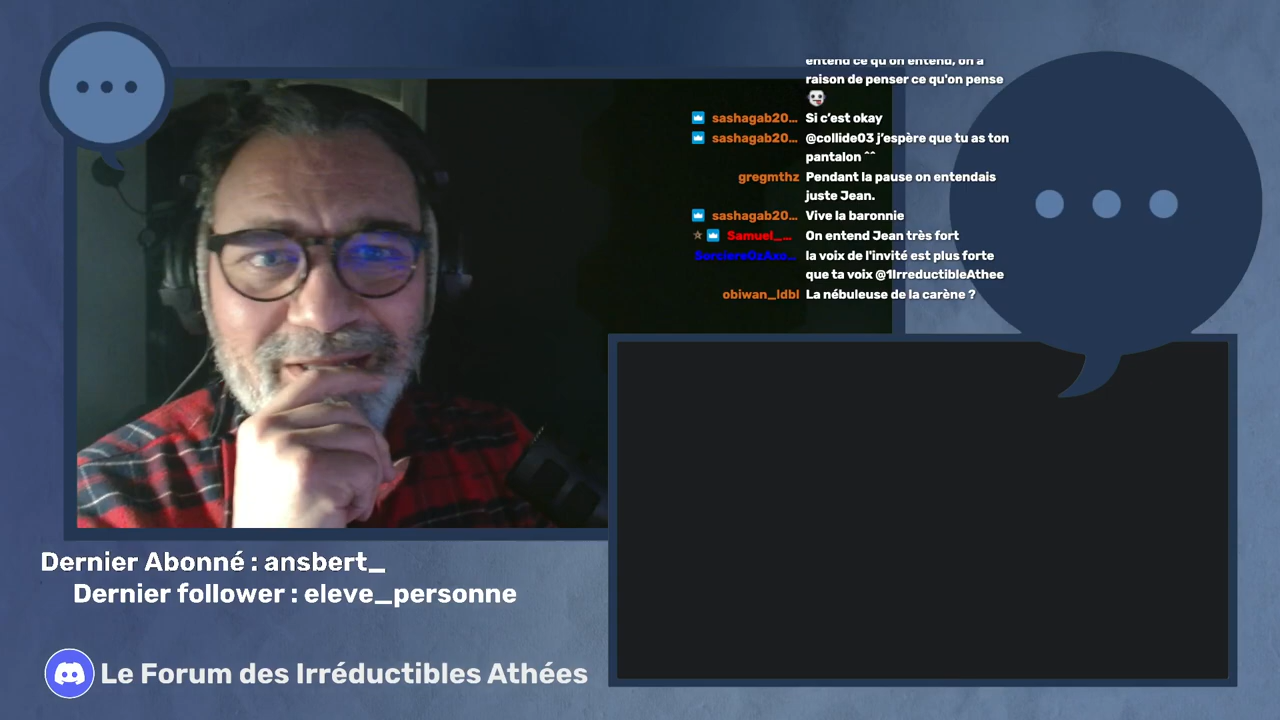 entend ce qu'on entend, on a
raison de penser ce qu'on pense
sashagab20... Si c'est okay
sashagab20... @collide03 j'espère que tu as ton
pantalon ^^
gregmthz Pendant la pause on entendais
juste Jean.
sashagab20... Vive la baronnie
Samuel_... On entend Jean très fort
SorciereOzAzo... la voix de l'invité est plus forte
que ta voix @1IrreductibleAthee
obiwan_ldbl La nébuleuse de la carène ?
Dernier Abonné : ansbert_
Dernier follower : eleve_personne
Le Forum des Irréductibles Athées